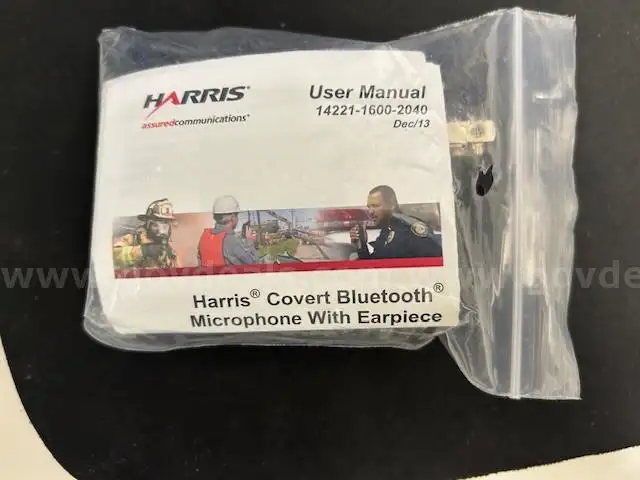 HARRIS®
assuredcommunications®
User Manual
14221-1600-2040
Dec/13
Harris® Covert Bluetooth®
Microphone With Earpiece